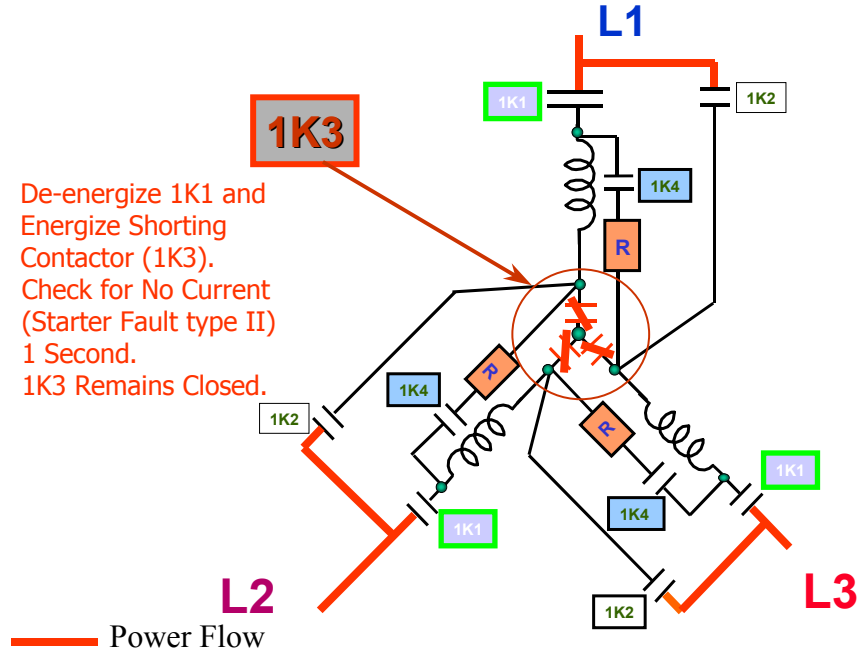 L1
1K1
1K2
1K3
1K4
De-energize 1K1 and
Energize Shorting
Contactor (1K3).
Check for No Current
(Starter Fault type II)
1 Second.
1K3 Remains Closed.
R
R
1K4
1K2
R
1K1
1K4
1K1
L2
1K2
L3
Power Flow